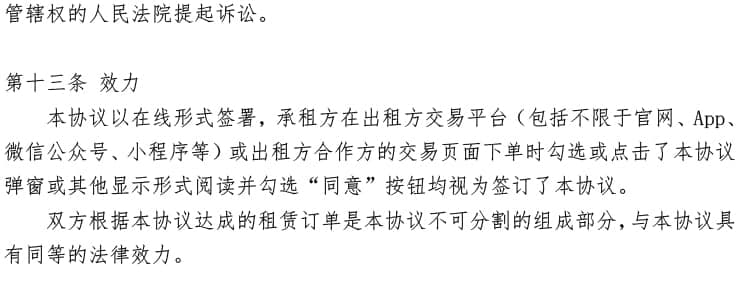 管辖权的人民法院提起诉讼。
第十三条 效力
本协议以在线形式签署，承租方在出租方交易平台（包括不限于官网、App、
微信公众号、小程序等）或出租方合作方的交易页面下单时勾选或点击了本协议
弹窗或其他显示形式阅读并勾选“同意”按钮均视为签订了本协议。
双方根据本协议达成的租赁订单是本协议不可分割的组成部分，与本协议具
有同等的法律效力。